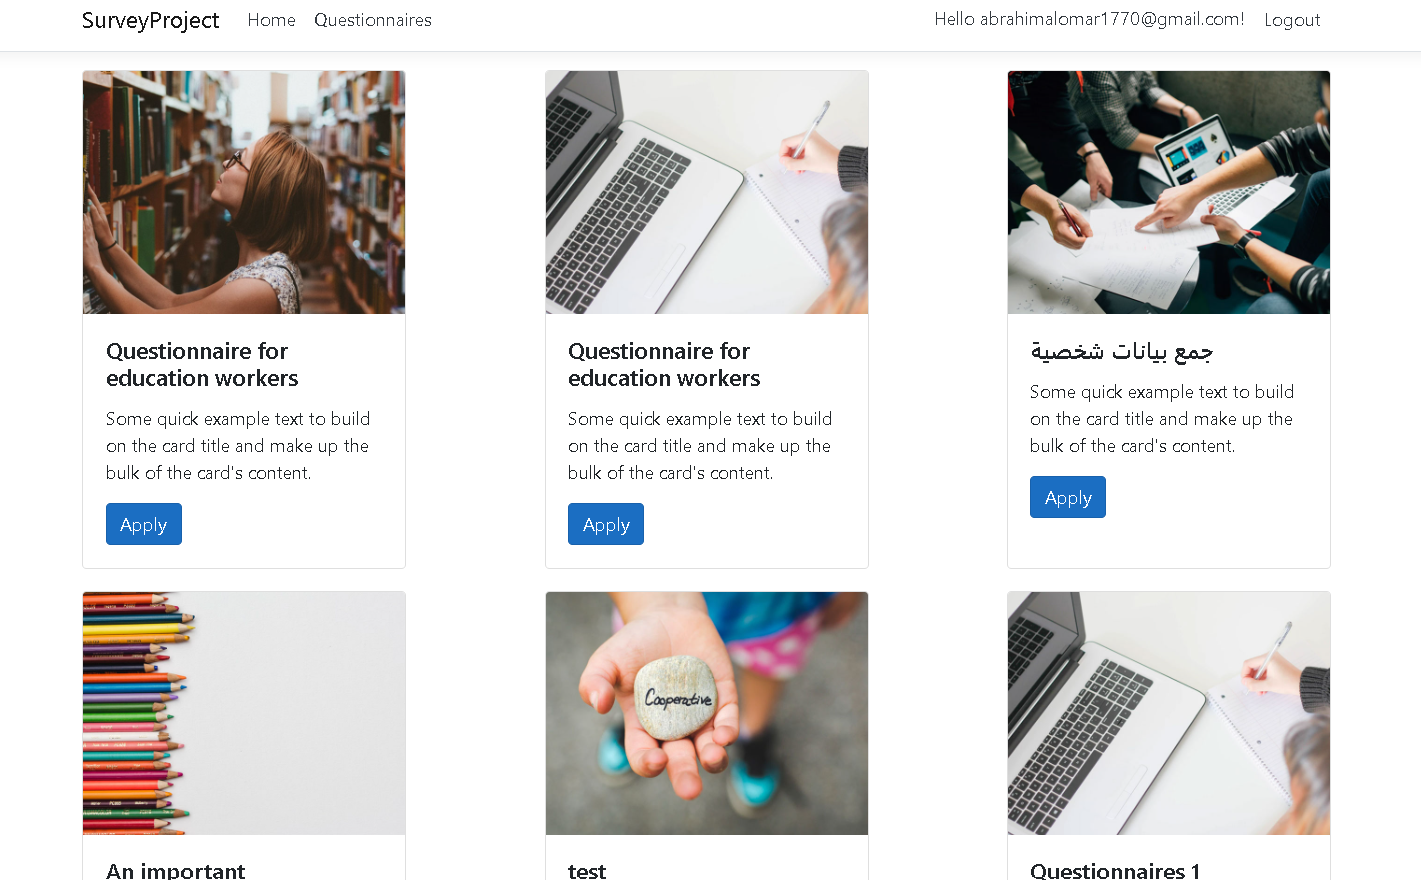 SurveyProject Home Questionnaires Hello abrahimalomar1770@gmail.com! Logout
Questionnaire for
education workers
Some quick example text to build
on the card title and make up the
bulk of the card's content.
Apply
Questionnaire for
education workers
Some quick example text to build
on the card title and make up the
bulk of the card's content.
Apply
جمع بيانات شخصية
Some quick example text to build
on the card title and make up the
bulk of the card's content.
Apply
An important
Cooperative
test
Questionnaires 1